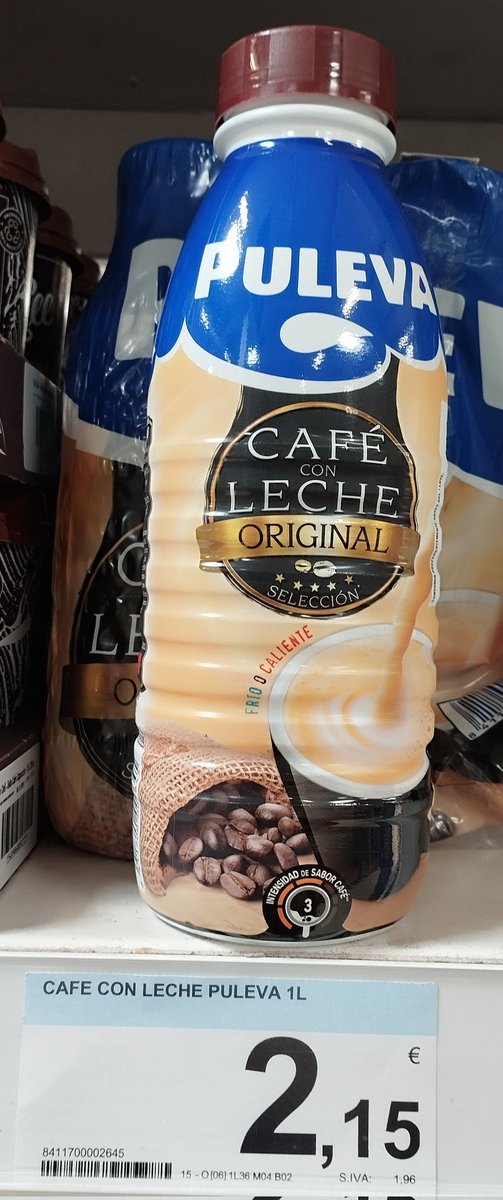 PULEVA
CAFÉ
CON
LECHE
ORIGINAL
SELECCIÓN
FRÍO O CALIENTE
INTENSIDAD DE SABOR CAFÉ
3
CAFE CON LECHE PULEVA 1L
€
2,15
8411700002645
15 - O [06] 1L36 M04 B02
S.IVA: 1,96